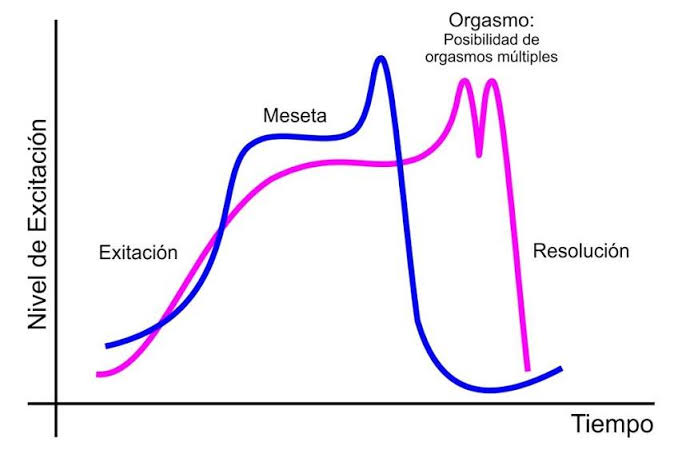 Orgasmo:
Posibilidad de
orgasmos múltiples
Meseta
Exitación
Resolución
Nivel de Excitación
Tiempo